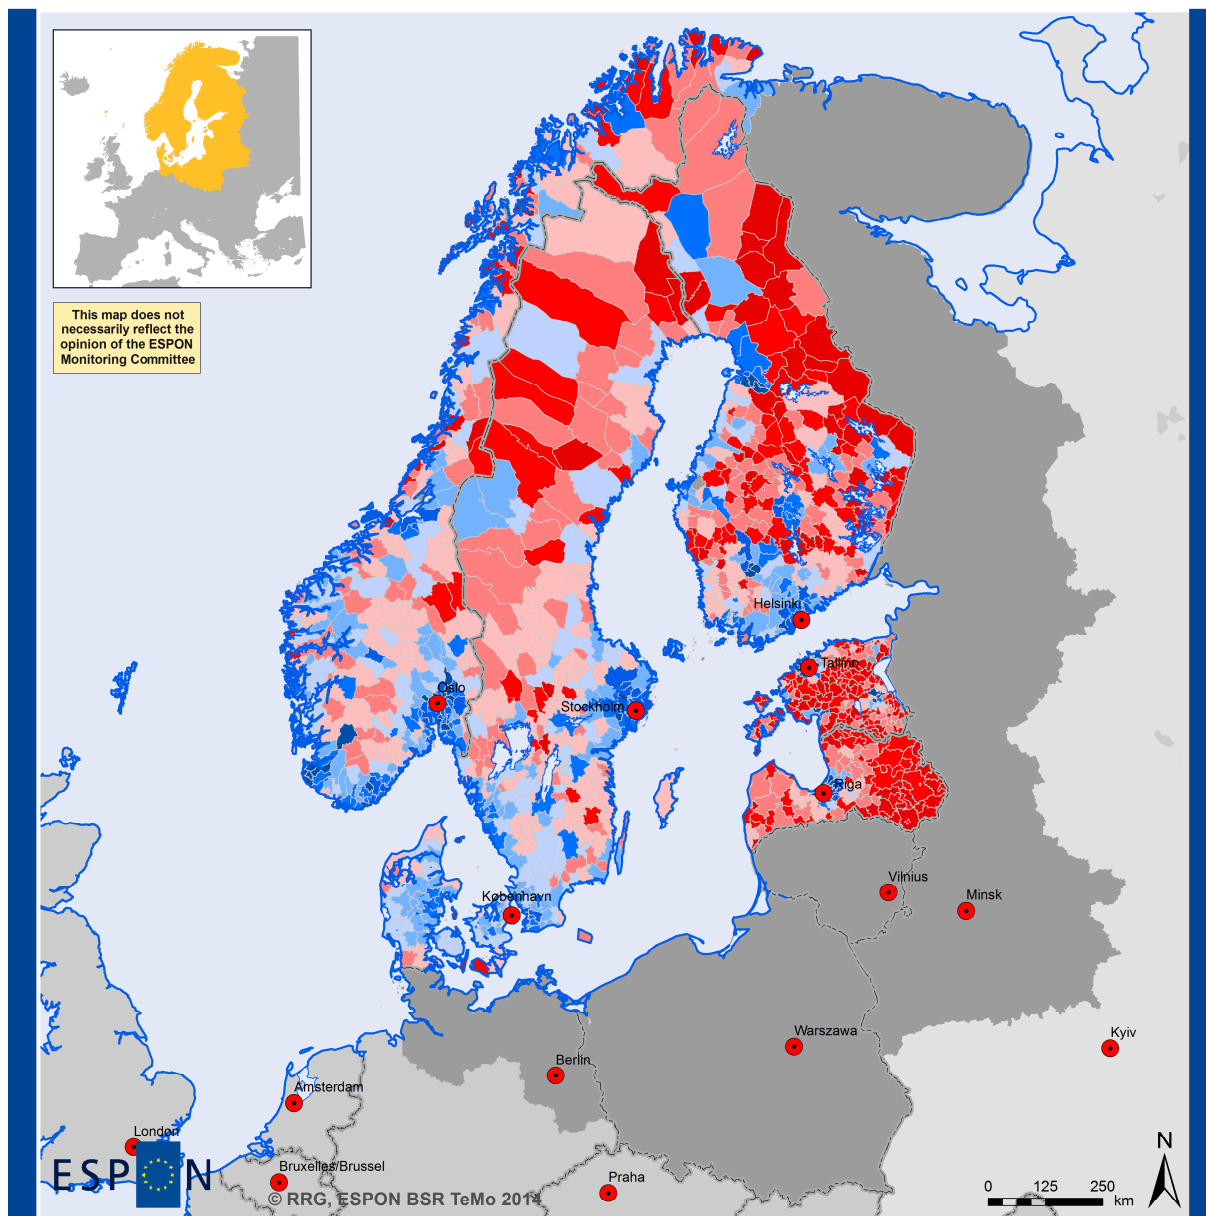 This map does not
necessarily reflect the
opinion of the ESPON
Monitoring Committee
Helsinki
Tallinn
Oslo
Stockholm
Riga
København
Vilnius
Minsk
Warszawa
Kyiv
Berlin
Amsterdam
London
Bruxelles/Brussel
Praha
ESPON
© RRG, ESPON BSR TeMo 2014
N
0 125 250
km